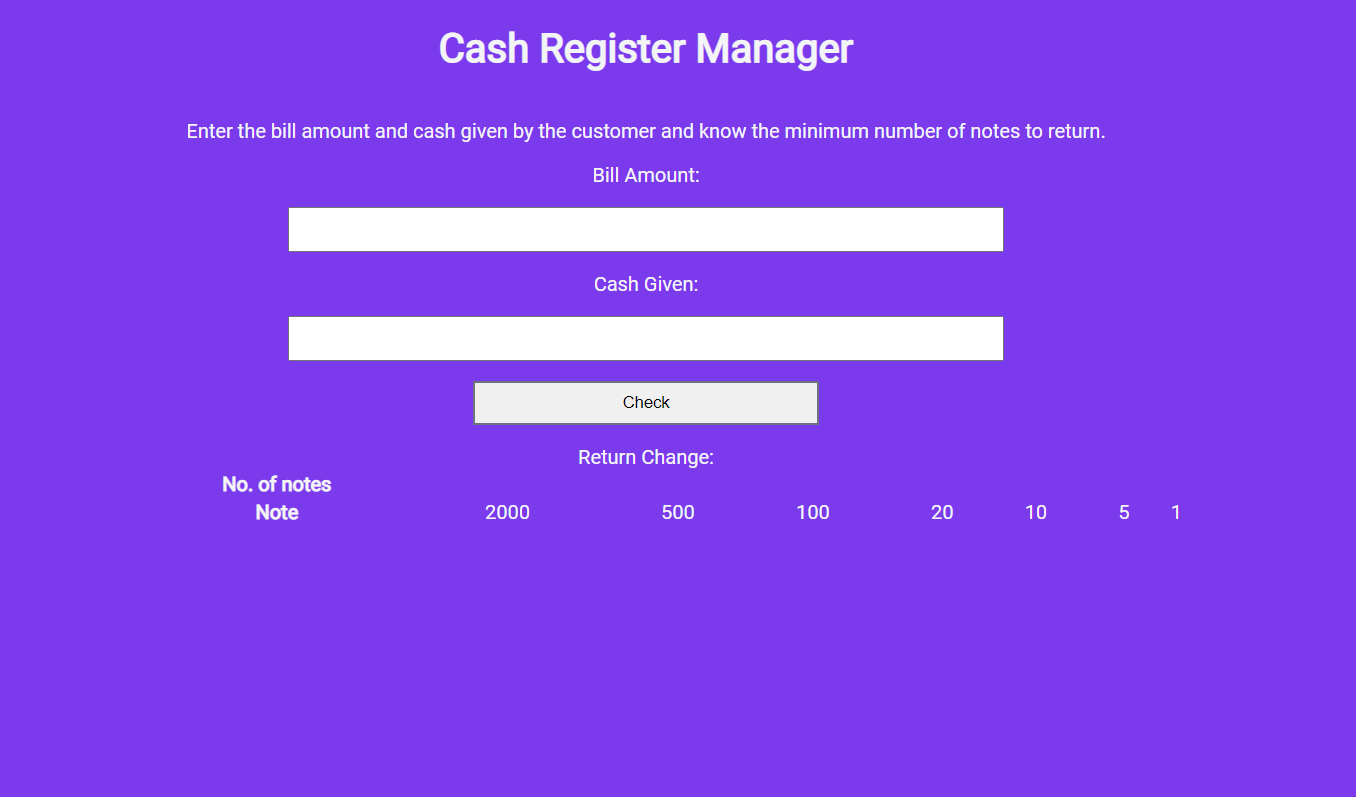 Cash Register Manager
Enter the bill amount and cash given by the customer and know the minimum number of notes to return.
Bill Amount:
Cash Given:
Check
Return Change:
No. of notes
Note 2000 500 100 20 10 5 1